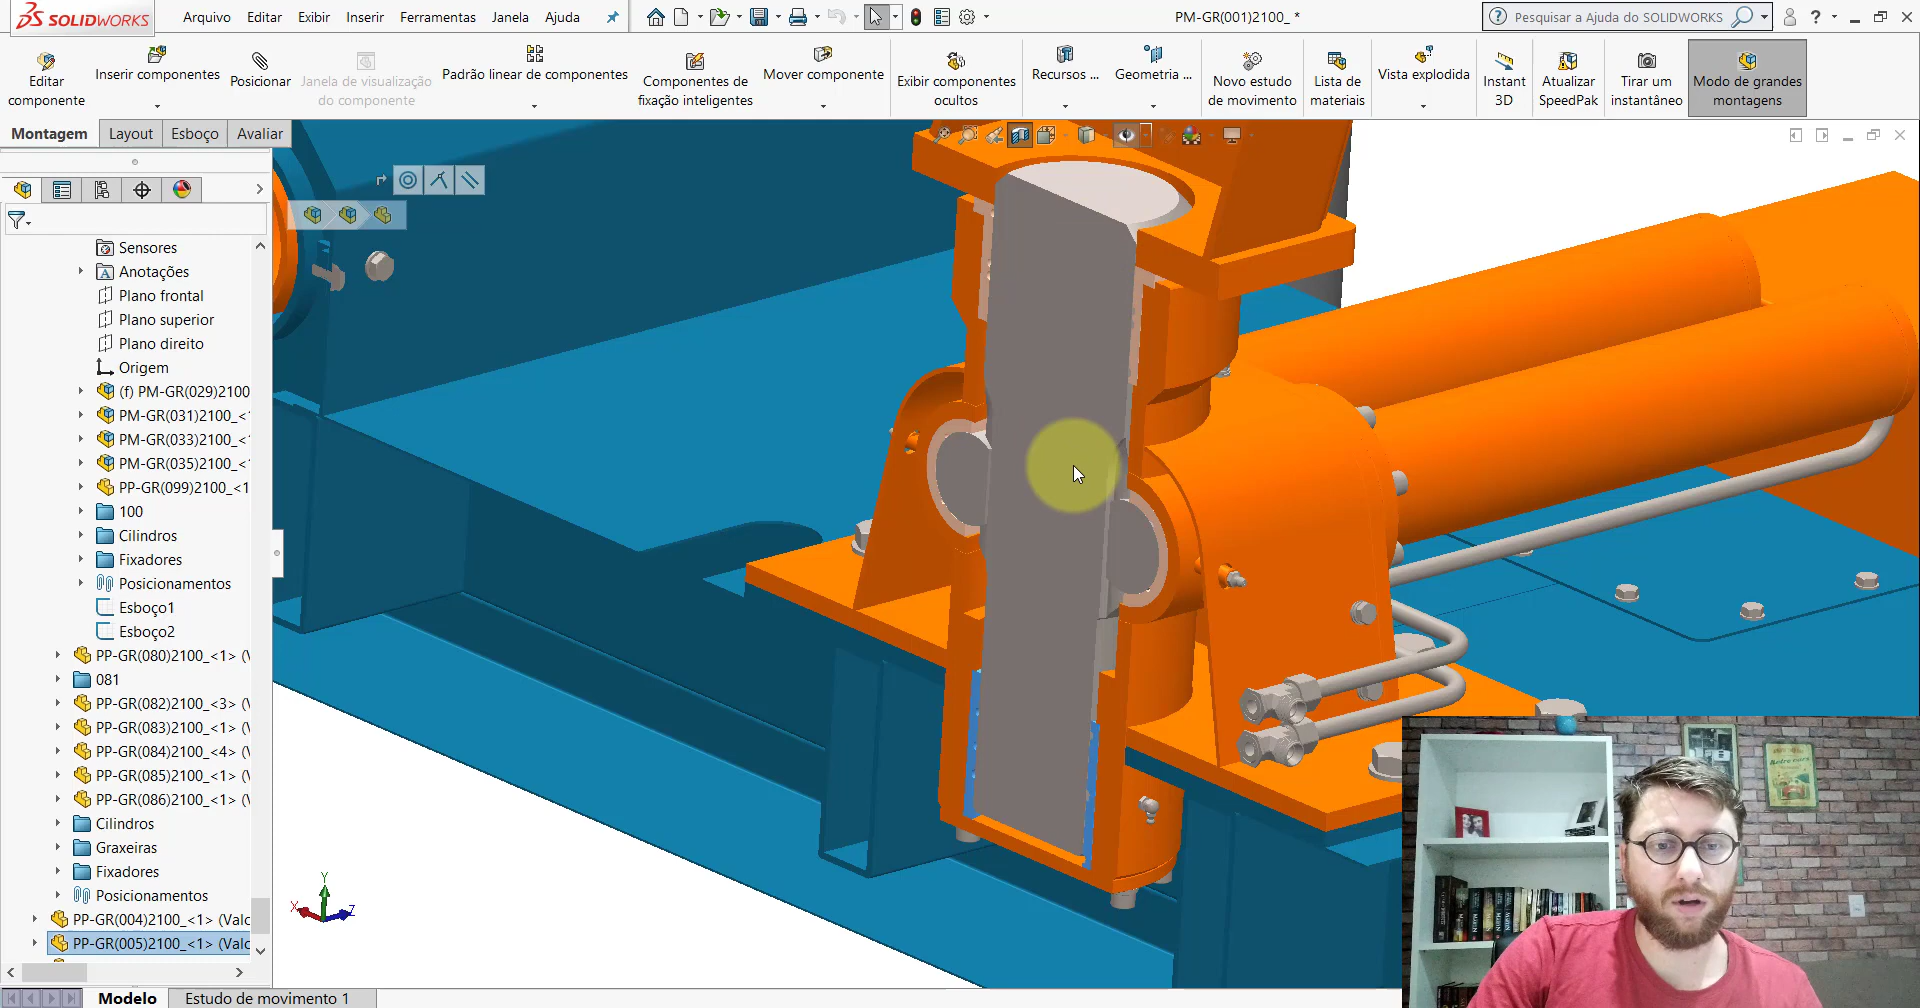 SOLIDWORKS
Arquivo
Editar
Exibir
Inserir
Ferramentas
Janela
Ajuda
PM-GR(001)2100_ *
Pesquisar a Ajuda do SOLIDWORKS
Editar componente
Inserir componentes
Posicionar
Janela de visualização do componente
Padrão linear de componentes
Componentes de fixação inteligentes
Mover componente
Exibir componentes ocultos
Recursos ...
Geometria ...
Novo estudo de movimento
Lista de materiais
Vista explodida
Instant 3D
Atualizar SpeedPak
Tirar um instantâneo
Modo de grandes montagens
Montagem
Layout
Esboço
Avaliar
Sensores
Anotações
Plano frontal
Plano superior
Plano direito
Origem
(f) PM-GR(029)2100
PM-GR(031)2100_<
PM-GR(033)2100_<
PM-GR(035)2100_<
PP-GR(099)2100_<1
100
Cilindros
Fixadores
Posicionamentos
Esboço1
Esboço2
PP-GR(080)2100_<1> (V
081
PP-GR(082)2100_<3> (V
PP-GR(083)2100_<1> (V
PP-GR(084)2100_<4> (V
PP-GR(085)2100_<1> (V
PP-GR(086)2100_<1> (V
Cilindros
Graxeiras
Fixadores
Posicionamentos
PP-GR(004)2100_<1> (Valc
PP-GR(005)2100_<1> (Valc
Y
X
Z
Modelo
Estudo de movimento 1